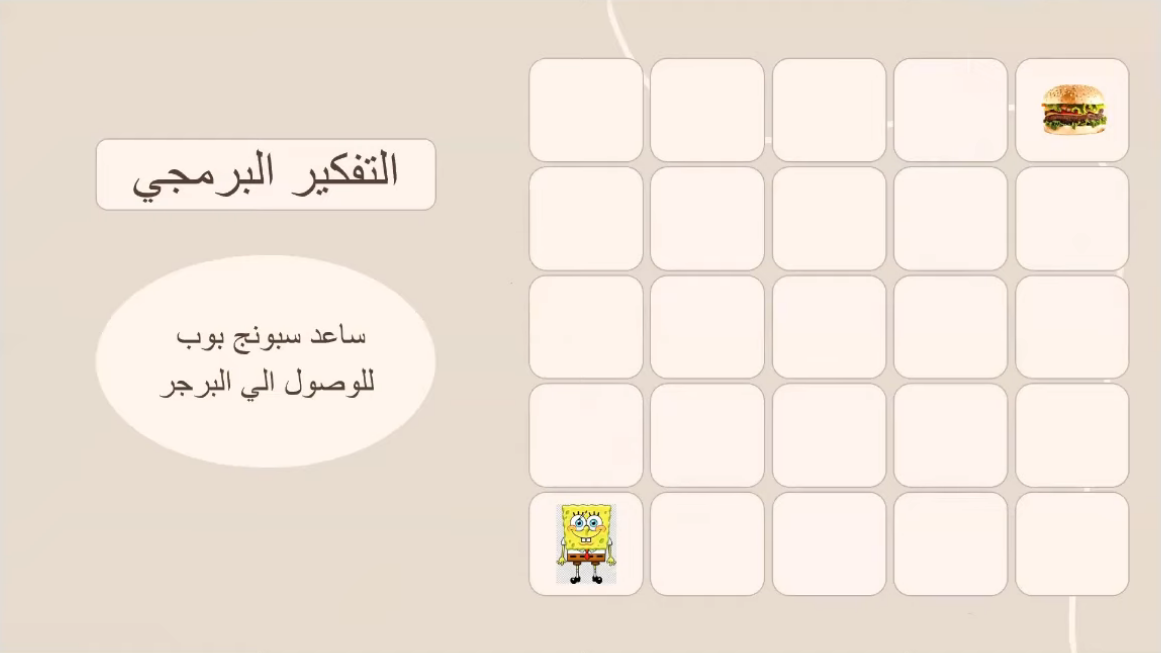 التفكير البرمجي
ساعد سبونج بوب
للوصول الي البرجر